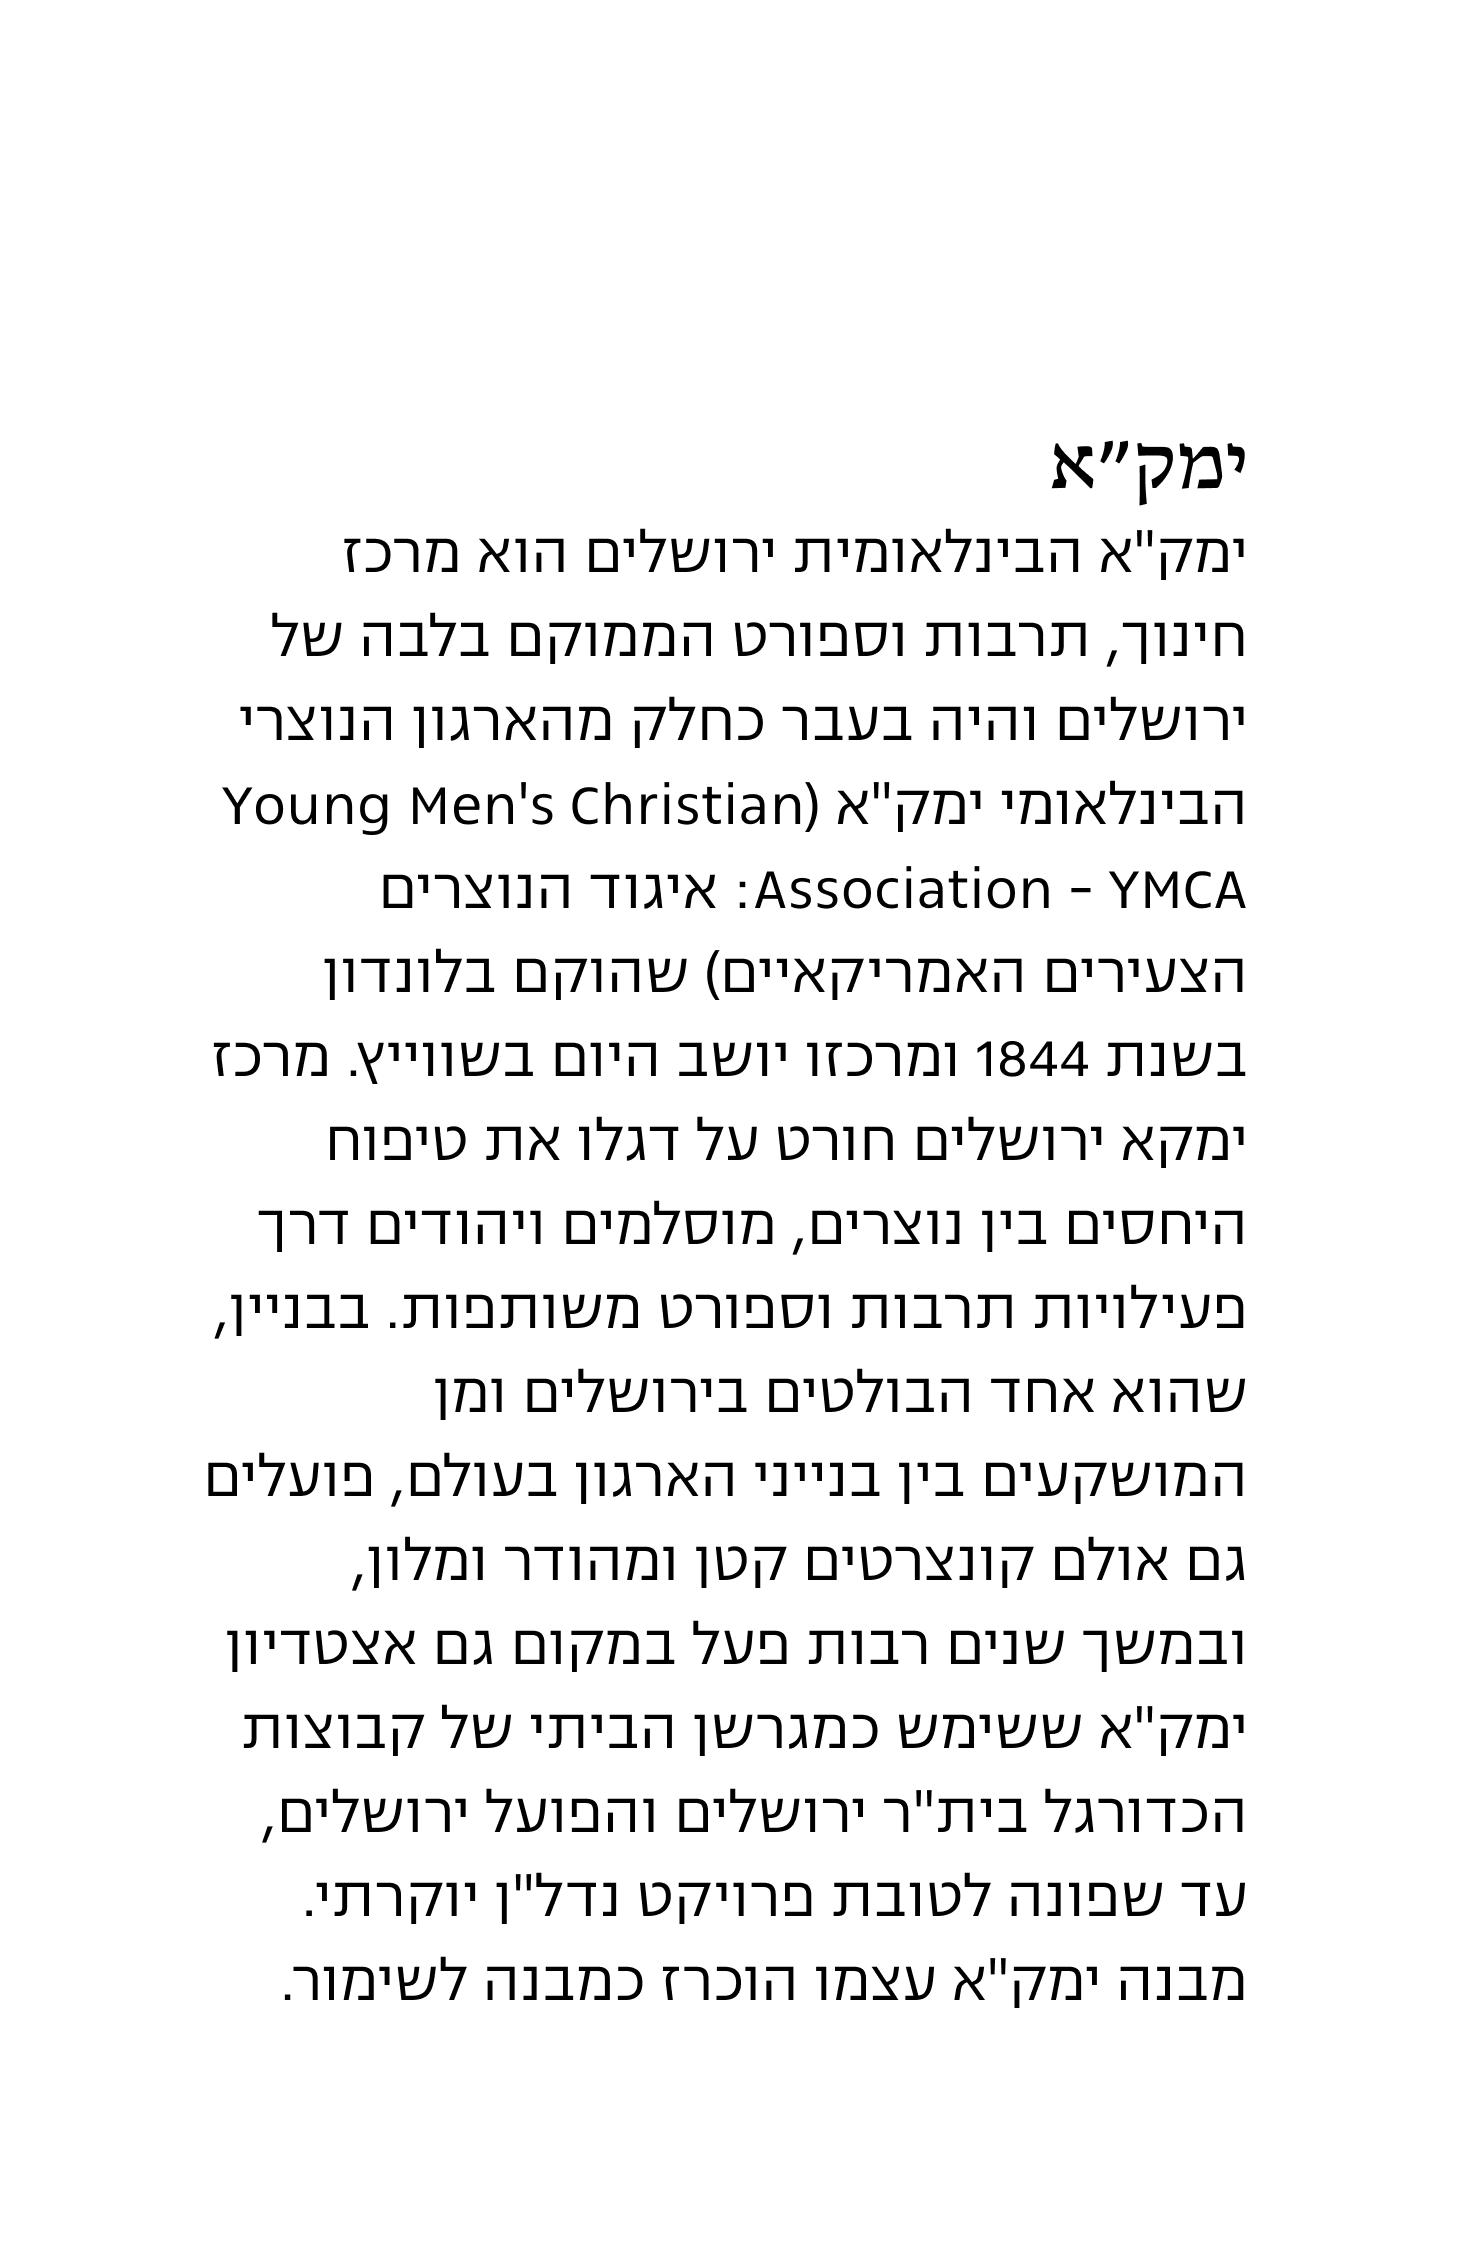 ימק״א
ימק"א הבינלאומית ירושלים הוא מרכז
חינוך, תרבות וספורט הממוקם בלבה של
ירושלים והיה בעבר כחלק מהארגון הנוצרי
הבינלאומי ימק"א (Young Men's Christian
Association – YMCA: איגוד הנוצרים
הצעירים האמריקאיים) שהוקם בלונדון
בשנת 1844 ומרכזו יושב היום בשווייץ. מרכז
ימקא ירושלים חורט על דגלו את טיפוח
היחסים בין נוצרים, מוסלמים ויהודים דרך
פעילויות תרבות וספורט משותפות. בבניין,
שהוא אחד הבולטים בירושלים ומן
המושקעים בין בנייני הארגון בעולם, פועלים
גם אולם קונצרטים קטן ומהודר ומלון,
ובמשך שנים רבות פעל במקום גם אצטדיון
ימק"א ששימש כמגרשן הביתי של קבוצות
הכדורגל בית"ר ירושלים והפועל ירושלים,
עד שפונה לטובת פרויקט נדל"ן יוקרתי.
מבנה ימק"א עצמו הוכרז כמבנה לשימור.